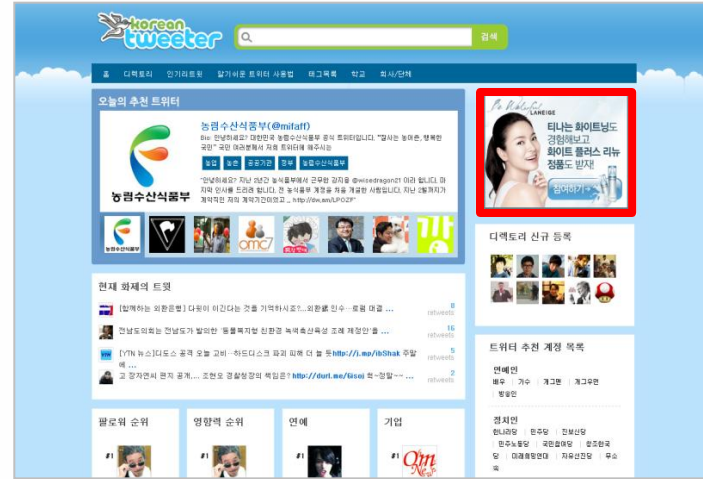 korean
tweeter
검색
홈 디렉토리 인기리트윗 알기쉬운 트위터 사용법 태그목록 학교 회사/단체
오늘의 추천 트위터
농림수산식품부(@mifaff)
Bio: 안녕하세요? 대한민국 농림수산식품부 공식 트위터입니다. "잘사는 농어촌, 행복한
국민" 국민 여러분께서 저희 트위터에 해주시는
농업 농촌 공공기관 정부 농림수산식품부
"안녕하세요? 지난 2년간 농식품부에서 근무한 강지용 @wisedragon21 이라 합니다. 마
지막 인사를 드리려 합니다. 전 농식품부 계정을 처음 개설한 사람입니다. 지난 2월까지가
계약직인 저의 계약기간이었고 .. http://dw.am/LPOZF"
농림수산식품부
농림수산식품부
omc7
LANEIGE
티나는 화이트닝도
경험해보고
화이트 플러스 리뉴
정품도 받자!
참여하기
디렉토리 신규 등록
현재 화제의 트윗
[함께하는 외환은행] 다윗이 이긴다는 것을 기억하시죠?...외환銀 인수…로펌 대결 ...
8
retweets
전남도의회는 전남도가 발의한 '동물복지형 친환경 녹색축산육성 조례 제정안'을 ...
16
retweets
[YTN 뉴스]디도스 공격 오늘 고비…하드디스크 파괴 피해 더 늘 듯http://j.mp/ibShak 주말
에 ...
5
retweets
고 장자연씨 편지 공개,... 조현오 경찰청장의 책임은? http://durl.me/6isoj 헉~정말~~ ...
2
retweets
트위터 추천 계정 목록
연예인
배우 | 가수 | 개그맨 | 개그우먼
| 방송인
정치인
한나라당 | 민주당 | 진보신당
| 민주노동당 | 국민참여당 | 창조한국
당 | 미래희망연대 | 자유선진당 | 무소
속
팔로워 순위 영향력 순위 연예 기업
#1 #1 #1 #1